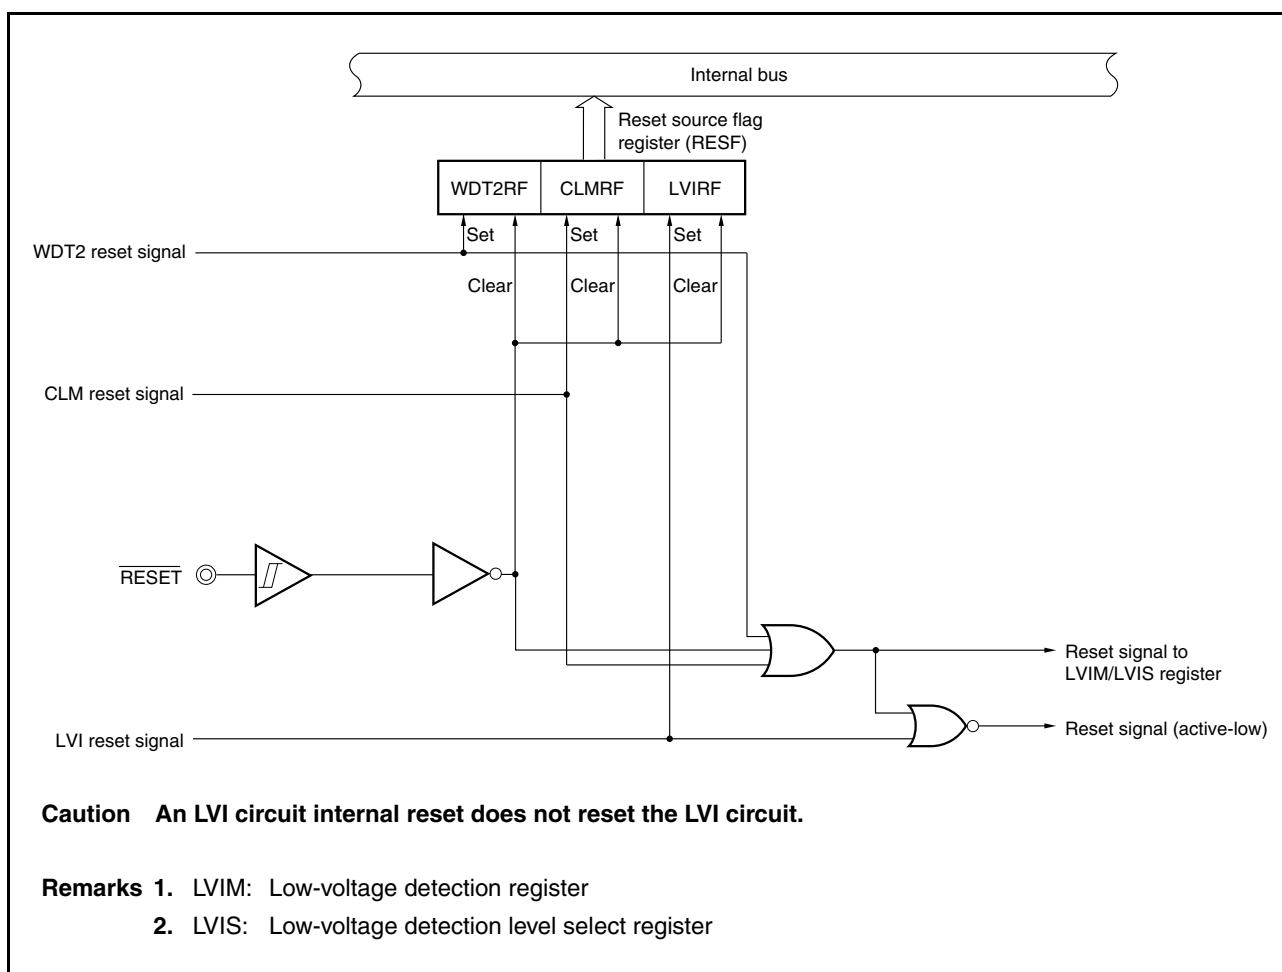 Internal bus
Reset source flag
register (RESF)
WDT2RF CLMRF LVIRF
Set Set Set
WDT2 reset signal
Clear Clear Clear
CLM reset signal
RESET
Reset signal to
LVIM/LVIS register
Reset signal (active-low)
LVI reset signal
Caution An LVI circuit internal reset does not reset the LVI circuit.
Remarks 1. LVIM: Low-voltage detection register
2. LVIS: Low-voltage detection level select register